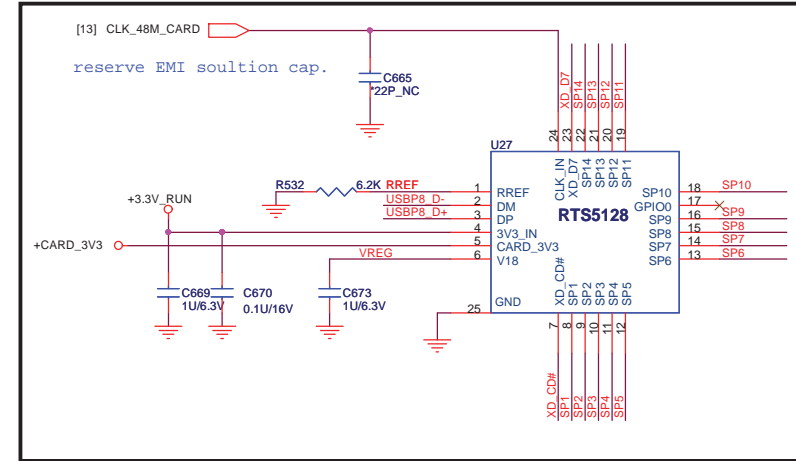 [13] CLK_48M_CARD
reserve EMI soultion cap.
C665
*22P_NC
XD_D7
SP14
SP13
SP12
SP11
24
23
22
21
20
19
U27
CLK_IN
XD_D7
SP14
SP13
SP12
SP11
R532
6.2K
RREF
1
RREF
USBP8_D-
2
DM
USBP8_D+
3
DP
+3.3V_RUN
4
3V3_IN
+CARD_3V3
5
CARD_3V3
VREG
6
V18
RTS5128
SP10
18
SP10
GPIO0
17
SP9
16
SP9
SP8
15
SP8
SP7
14
SP7
SP6
13
SP6
C669
1U/6.3V
C670
0.1U/16V
C673
1U/6.3V
25
GND
XD_CD#
SP1
SP2
SP3
SP4
SP5
7
8
9
10
11
12
XD_CD#
SP1
SP2
SP3
SP4
SP5